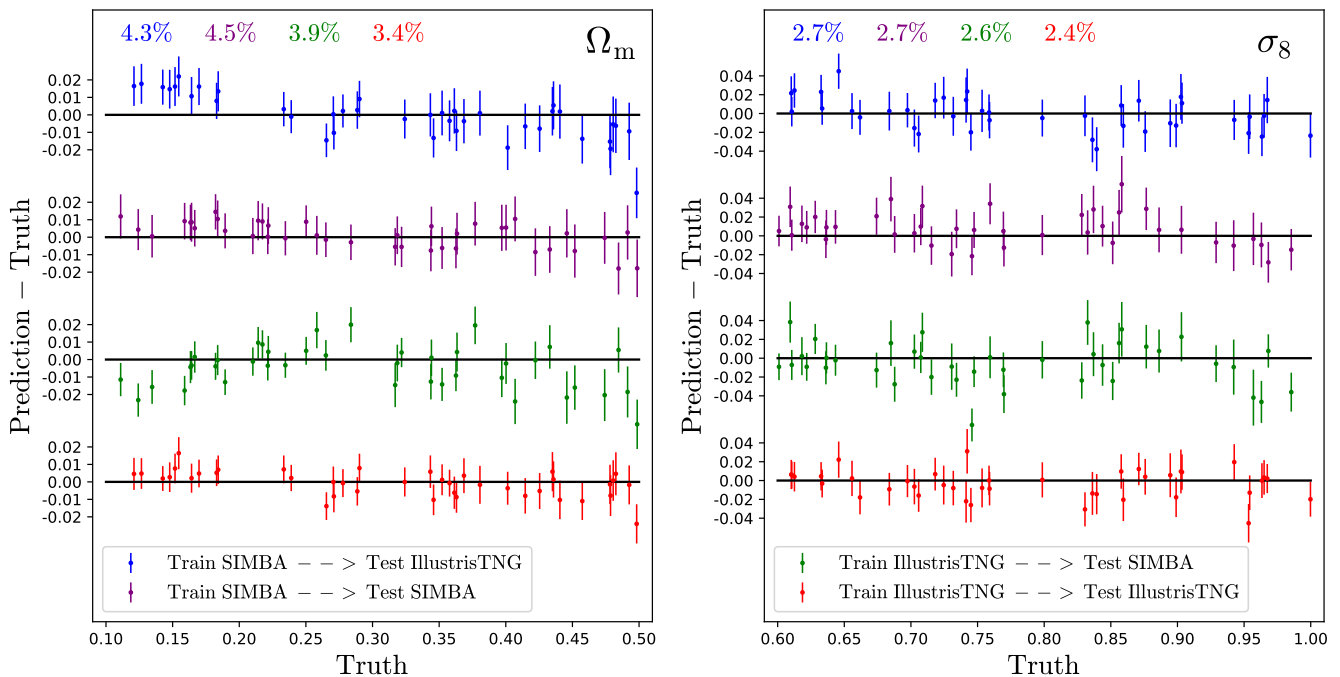 4.3% 4.5% 3.9% 3.4%
Ωm
0.02
0.01
0.00
-0.01
-0.02
0.02
0.01
0.00
-0.01
-0.02
0.02
0.01
0.00
-0.01
-0.02
0.02
0.01
0.00
-0.01
-0.02
Prediction − Truth
Train SIMBA −−> Test IllustrisTNG
Train SIMBA −−> Test SIMBA
0.10 0.15 0.20 0.25 0.30 0.35 0.40 0.45 0.50
Truth
2.7% 2.7% 2.6% 2.4%
σ8
0.04
0.02
0.00
-0.02
-0.04
0.04
0.02
0.00
-0.02
-0.04
0.04
0.02
0.00
-0.02
-0.04
0.04
0.02
0.00
-0.02
-0.04
Prediction − Truth
Train IllustrisTNG −−> Test SIMBA
Train IllustrisTNG −−> Test IllustrisTNG
0.60 0.65 0.70 0.75 0.80 0.85 0.90 0.95 1.00
Truth